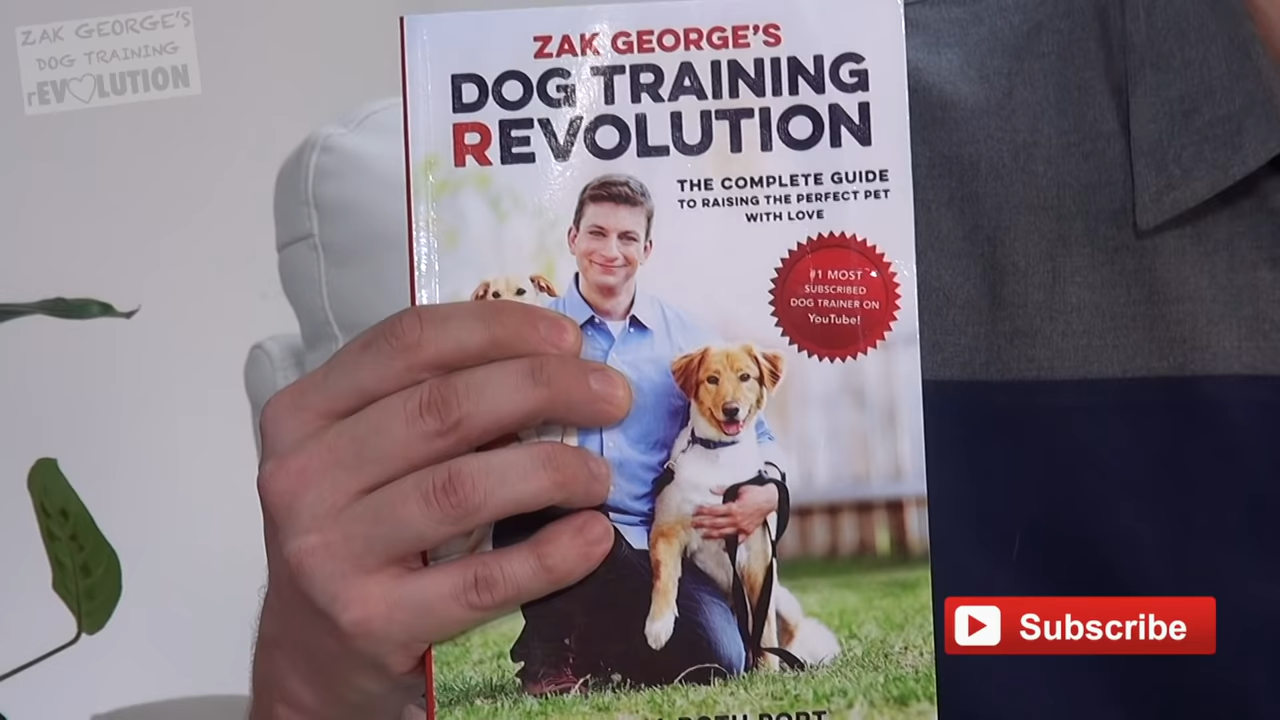 ZAK GEORGE'S
DOG TRAINING
rEVOLUTION
ZAK GEORGE'S
DOG TRAINING
REVOLUTION
THE COMPLETE GUIDE
TO RAISING THE PERFECT PET
WITH LOVE
#1 MOST
SUBSCRIBED
DOG TRAINER ON
YouTube!
Subscribe